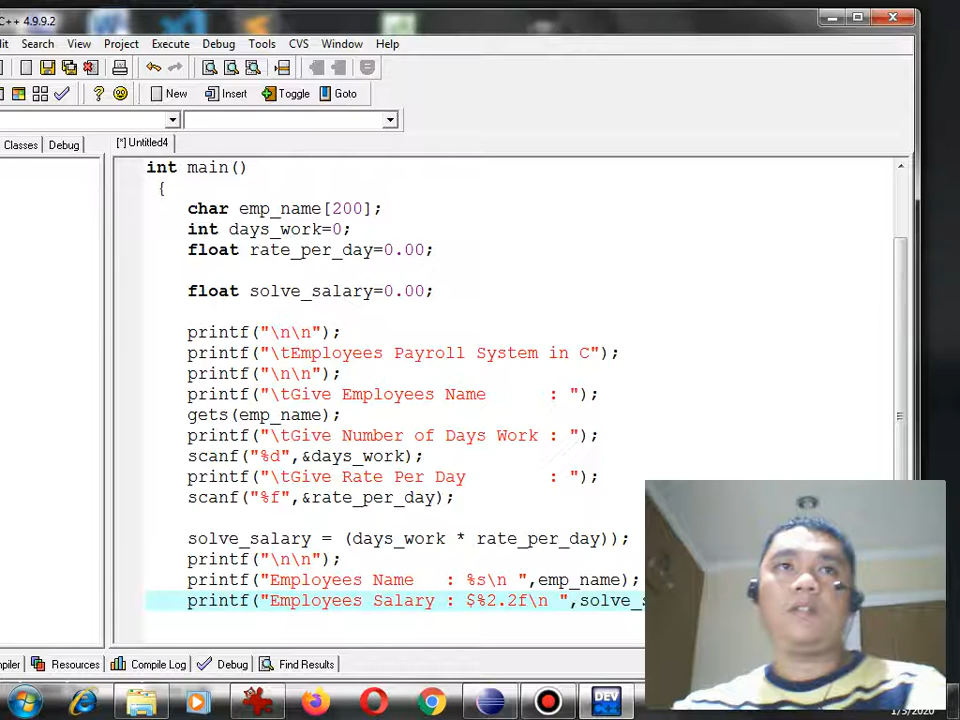 C++ 4.9.9.2
Search View Project Execute Debug Tools CVS Window Help
New Insert Toggle Goto
Classes Debug [*] Untitled4
int main()
{
char emp_name[200];
int days_work=0;
float rate_per_day=0.00;
float solve_salary=0.00;
printf("\n\n");
printf("\tEmployees Payroll System in C");
printf("\n\n");
printf("\tGive Employees Name      : ");
gets(emp_name);
printf("\tGive Number of Days Work : ");
scanf("%d",&days_work);
printf("\tGive Rate Per Day        : ");
scanf("%f",&rate_per_day);
solve_salary = (days_work * rate_per_day));
printf("\n\n");
printf("Employees Name   : %s\n ",emp_name);
printf("Employees Salary : $%2.2f\n ",solve_s
Resources Compile Log Debug Find Results
DEV
C++